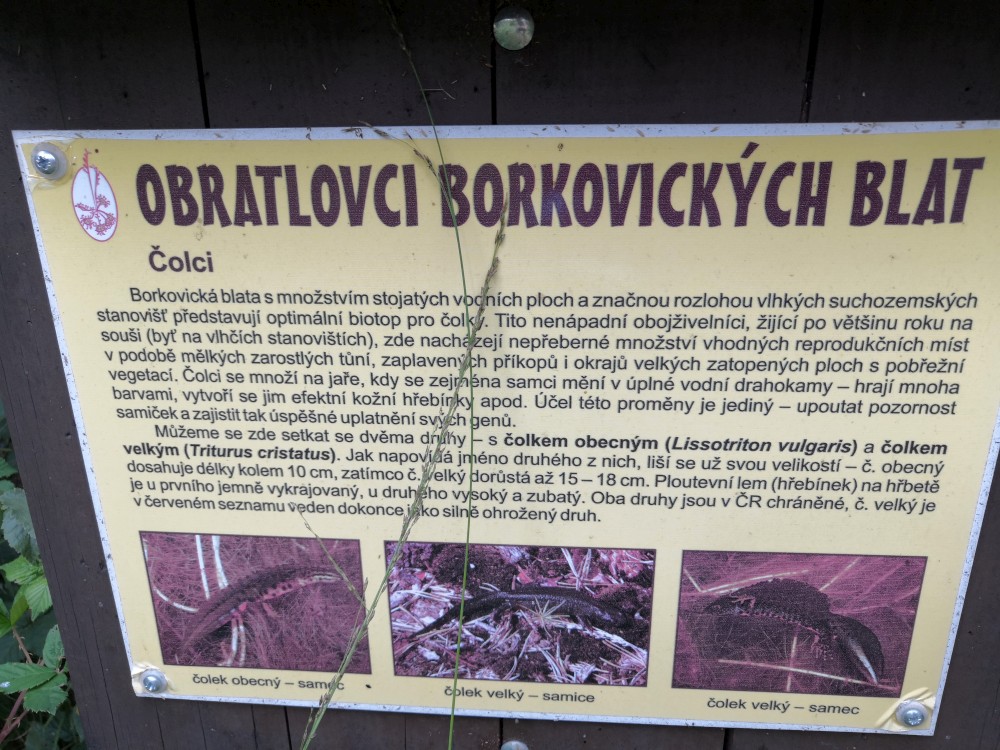 OBRATLOVCI BORKOVICKÝCH BLAT
Čolci
Borkovická blata s množstvím stojatých vodních ploch a značnou rozlohou vlhkých suchozemských
stanovišť představují optimální biotop pro čolky. Tito nenápadní obojživelníci, žijící po většinu roku na
souši (byť na vlhčích stanovištích), zde nacházejí nepřeberné množství vhodných reprodukčních míst
v podobě mělkých zarostlých tůní, zaplavených příkopů i okrajů velkých zatopených ploch s pobřežní
vegetací. Čolci se množí na jaře, kdy se zejména samci mění v úplné vodní drahokamy – hrají mnoha
barvami, vytvoří se jim efektní kožní hřebínky apod. Účel této proměny je jediný – upoutat pozornost
samiček a zajistit tak úspěšné uplatnění svých genů.
Můžeme se zde setkat se dvěma druhy – s čolkem obecným (Lissotriton vulgaris) a čolkem
velkým (Triturus cristatus). Jak napovídá jméno druhého z nich, liší se už svou velikostí – č. obecný
dosahuje délky kolem 10 cm, zatímco č. velký dorůstá až 15 – 18 cm. Ploutevní lem (hřebínek) na hřbetě
je u prvního jemně vykrajovaný, u druhého vysoký a zubatý. Oba druhy jsou v ČR chráněné, č. velký je
v červeném seznamu veden dokonce jako silně ohrožený druh.
čolek obecný – samec
čolek velký – samice
čolek velký – samec